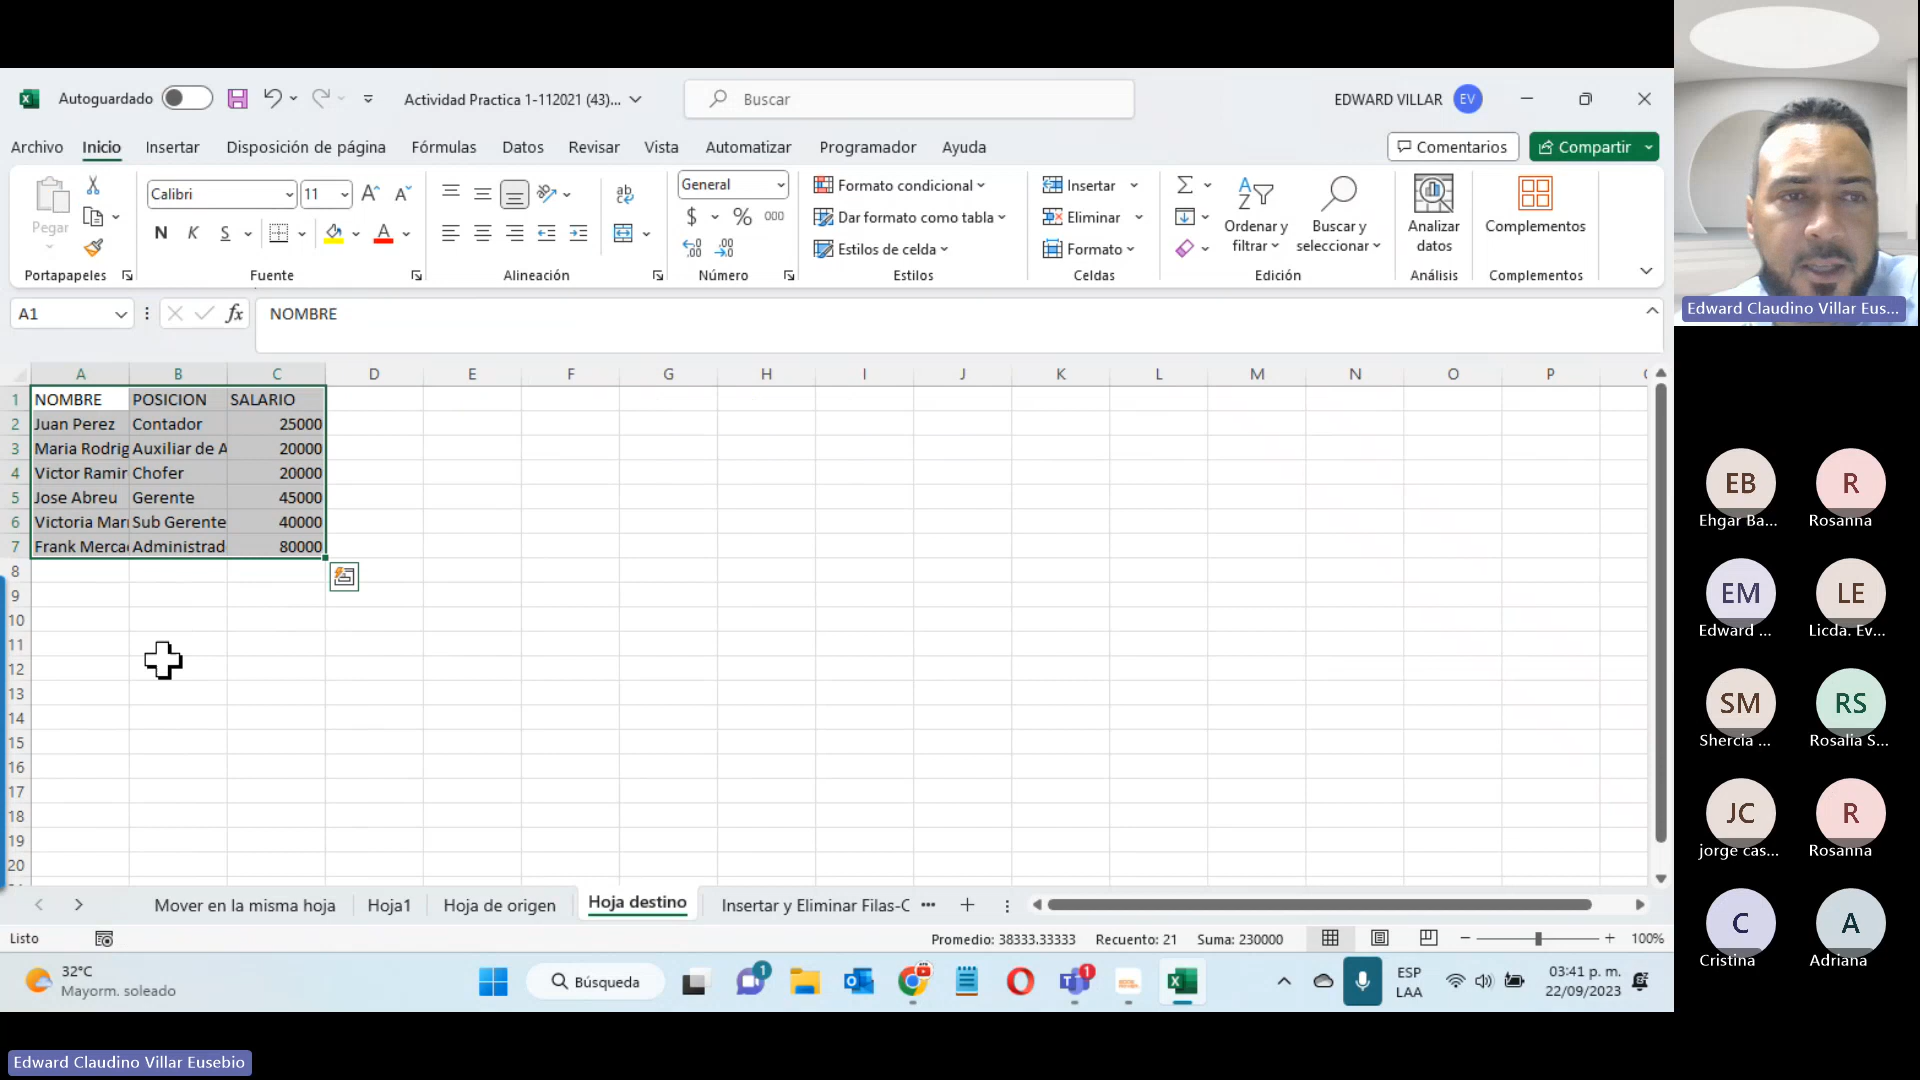 Autoguardado
Actividad Practica 1-112021 (43)...
Buscar
EDWARD VILLAR
EV
Archivo
Inicio
Insertar
Disposición de página
Fórmulas
Datos
Revisar
Vista
Automatizar
Programador
Ayuda
Comentarios
Compartir
Pegar
Portapapeles
Calibri
11
N K S
Fuente
Alineación
General
$ % 000
Número
Formato condicional
Dar formato como tabla
Estilos de celda
Estilos
Insertar
Eliminar
Formato
Celdas
Ordenar y filtrar
Buscar y seleccionar
Edición
Analizar datos
Análisis
Complementos
Complementos
A1
fx
NOMBRE
A B C D E F G H I J K L M N O P
1 NOMBRE POSICION SALARIO
2 Juan Perez Contador 25000
3 Maria Rodrig Auxiliar de A 20000
4 Victor Ramir Chofer 20000
5 Jose Abreu Gerente 45000
6 Victoria Mar Sub Gerente 40000
7 Frank Merca Administrad 80000
8
9
10
11
12
13
14
15
16
17
18
19
20
Mover en la misma hoja
Hoja1
Hoja de origen
Hoja destino
Insertar y Eliminar Filas-C
Listo
Promedio: 38333.33333
Recuento: 21
Suma: 230000
100%
32°C
Mayorm. soleado
Búsqueda
1
1
ESP
LAA
03:41 p. m.
22/09/2023
Edward Claudino Villar Eusebio
Edward Claudino Villar Eus...
EB
Ehgar Ba...
R
Rosanna
EM
Edward ...
LE
Licda. Ev...
SM
Shercia ...
RS
Rosalia S...
JC
jorge cas...
R
Rosanna
C
Cristina
A
Adriana